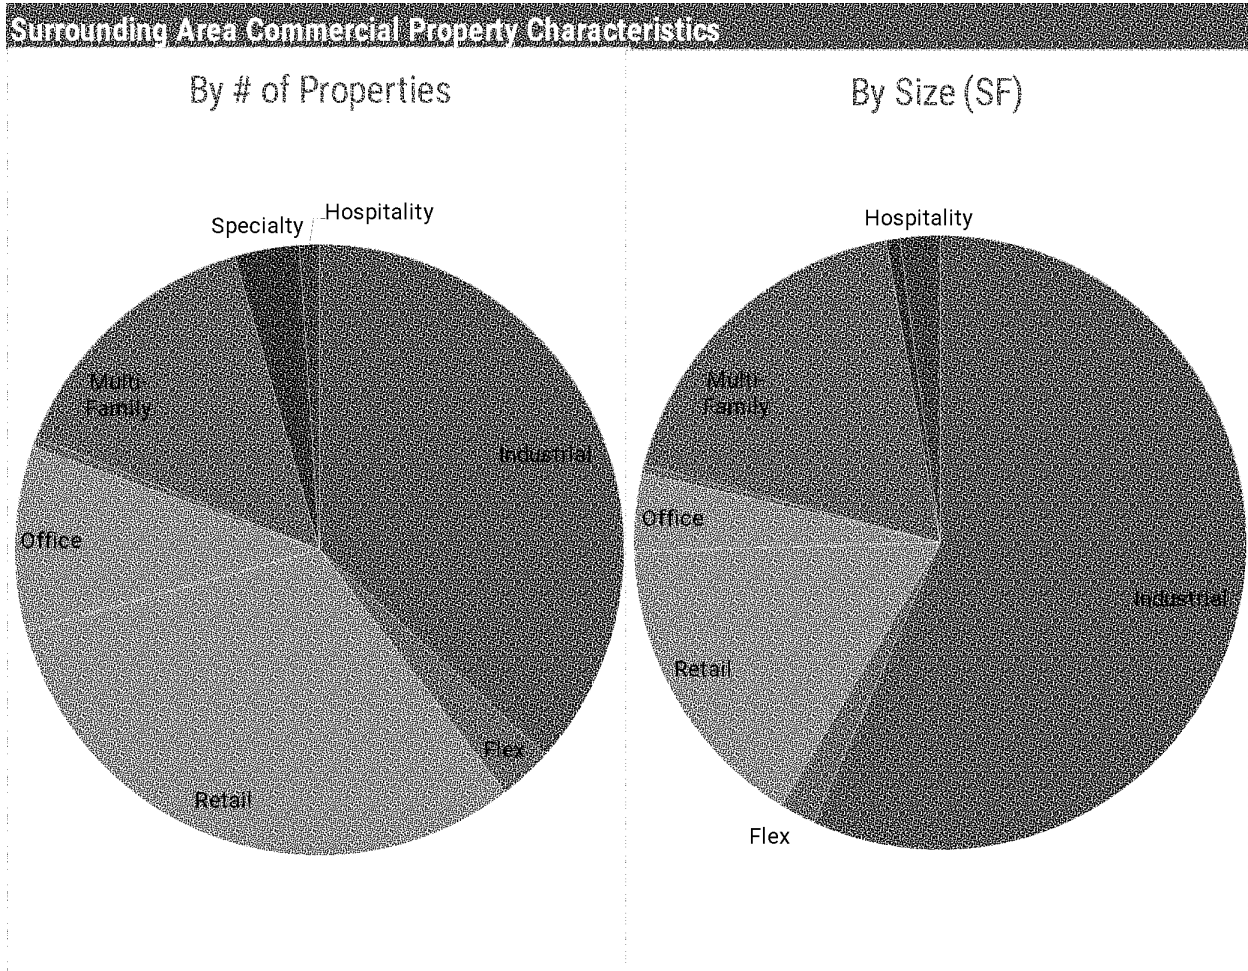 Surrounding Area Commercial Property Characteristics
By # of Properties
By Size (SF)
Specialty
Hospitality
Multi-
Family
Industrial
Office
Flex
Retail
Hospitality
Multi-
Family
Office
Industrial
Retail
Flex